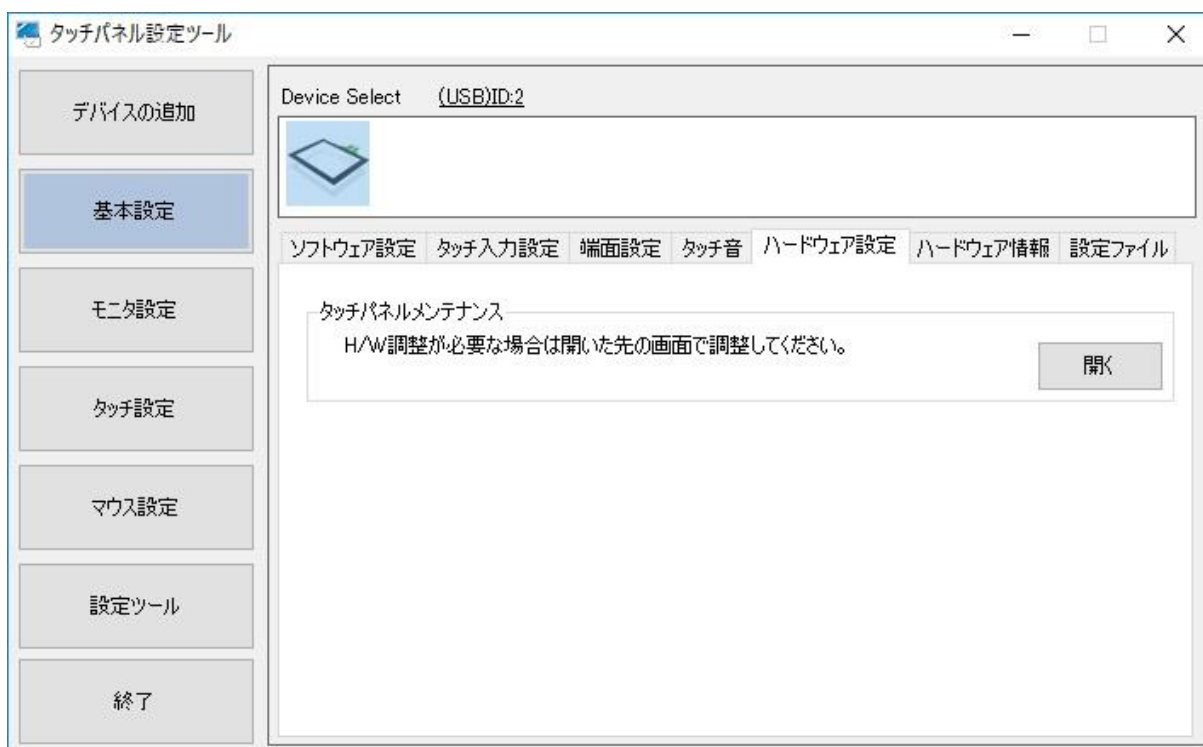 タッチパネル設定ツール
デバイスの追加
基本設定
モニタ設定
タッチ設定
マウス設定
設定ツール
終了
Device Select (USB)ID:2
ソフトウェア設定 タッチ入力設定 端面設定 タッチ音 ハードウェア設定 ハードウェア情報 設定ファイル
タッチパネルメンテナンス
H/W調整が必要な場合は開いた先の画面で調整してください。
開く